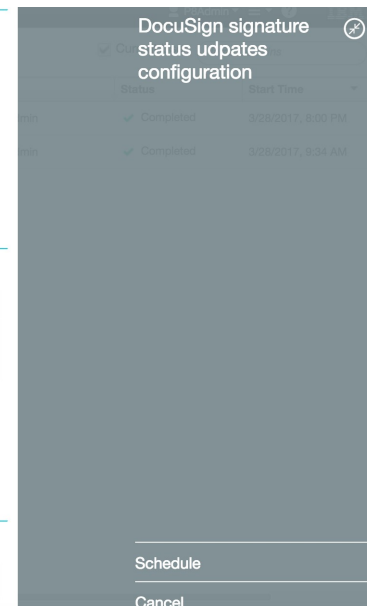 DocuSign signature
status udpates
configuration
Status Start Time
Completed 3/28/2017, 6:00 PM
Completed 3/28/2017, 9:34 AM
Schedule
Cancel